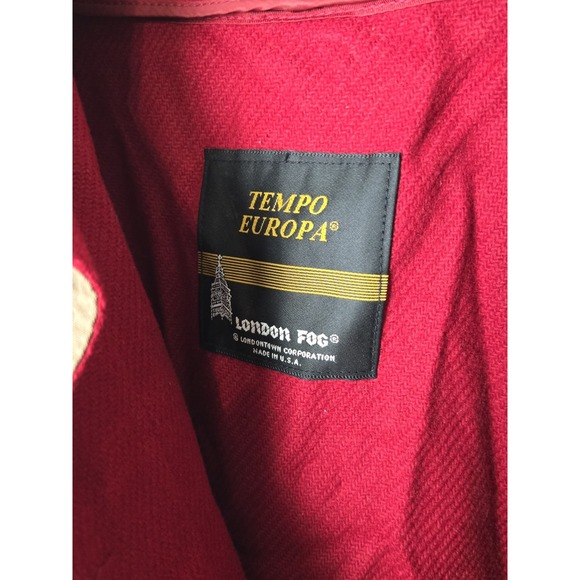 TEMPO
EUROPA®
LONDON FOG®
© LONDONTOWN CORPORATION
MADE IN U.S.A.